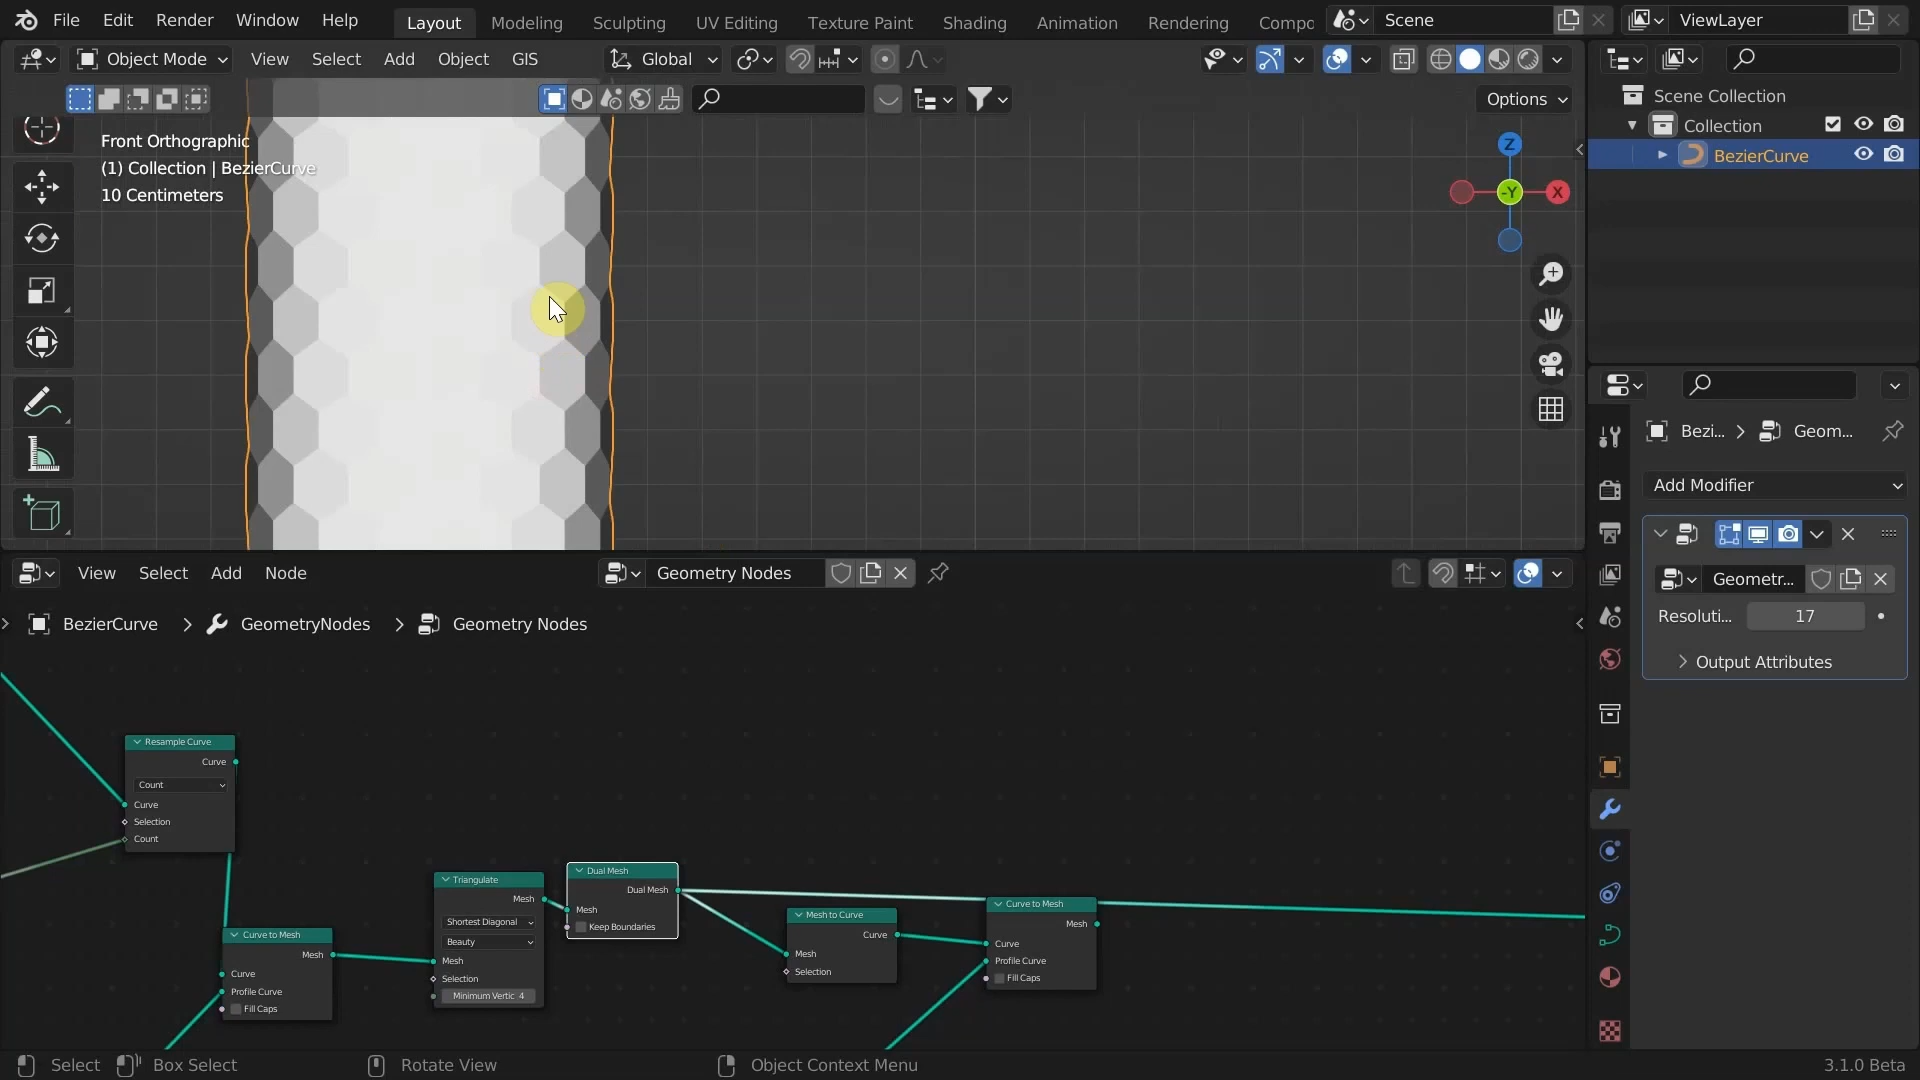 File Edit Render Window Help Layout Modeling Sculpting UV Editing Texture Paint Shading Animation Rendering Compo Scene ViewLayer
Object Mode View Select Add Object GIS Global
Options
Front Orthographic
(1) Collection | BezierCurve
10 Centimeters
Z
-Y
X
Scene Collection
Collection
BezierCurve
Bezi... > Geom...
Add Modifier
Geometr...
Resoluti... 17
Output Attributes
View Select Add Node Geometry Nodes
BezierCurve > GeometryNodes > Geometry Nodes
Resample Curve
Curve
Count
Curve
Selection
Count
Curve to Mesh
Mesh
Curve
Profile Curve
Fill Caps
Triangulate
Mesh
Shortest Diagonal
Beauty
Mesh
Selection
Minimum Vertic 4
Dual Mesh
Dual Mesh
Mesh
Keep Boundaries
Mesh to Curve
Curve
Mesh
Selection
Curve to Mesh
Mesh
Curve
Profile Curve
Fill Caps
Select Box Select Rotate View Object Context Menu 3.1.0 Beta